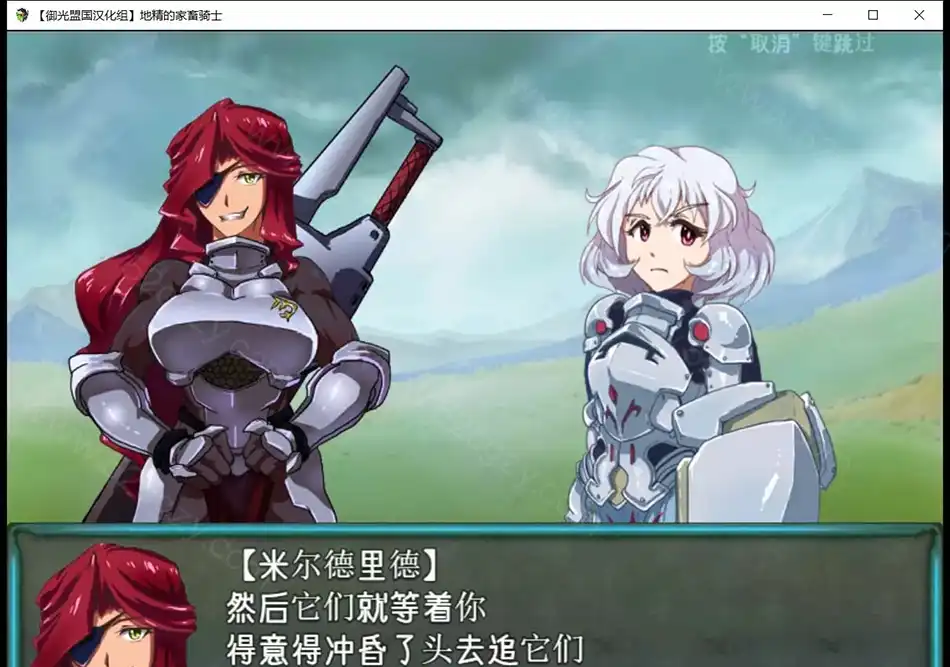 【御光盟国汉化组】地精的家畜骑士
按“取消”键跳过
【米尔德里德】
然后它们就等着你
得意得冲昏了头去追它们